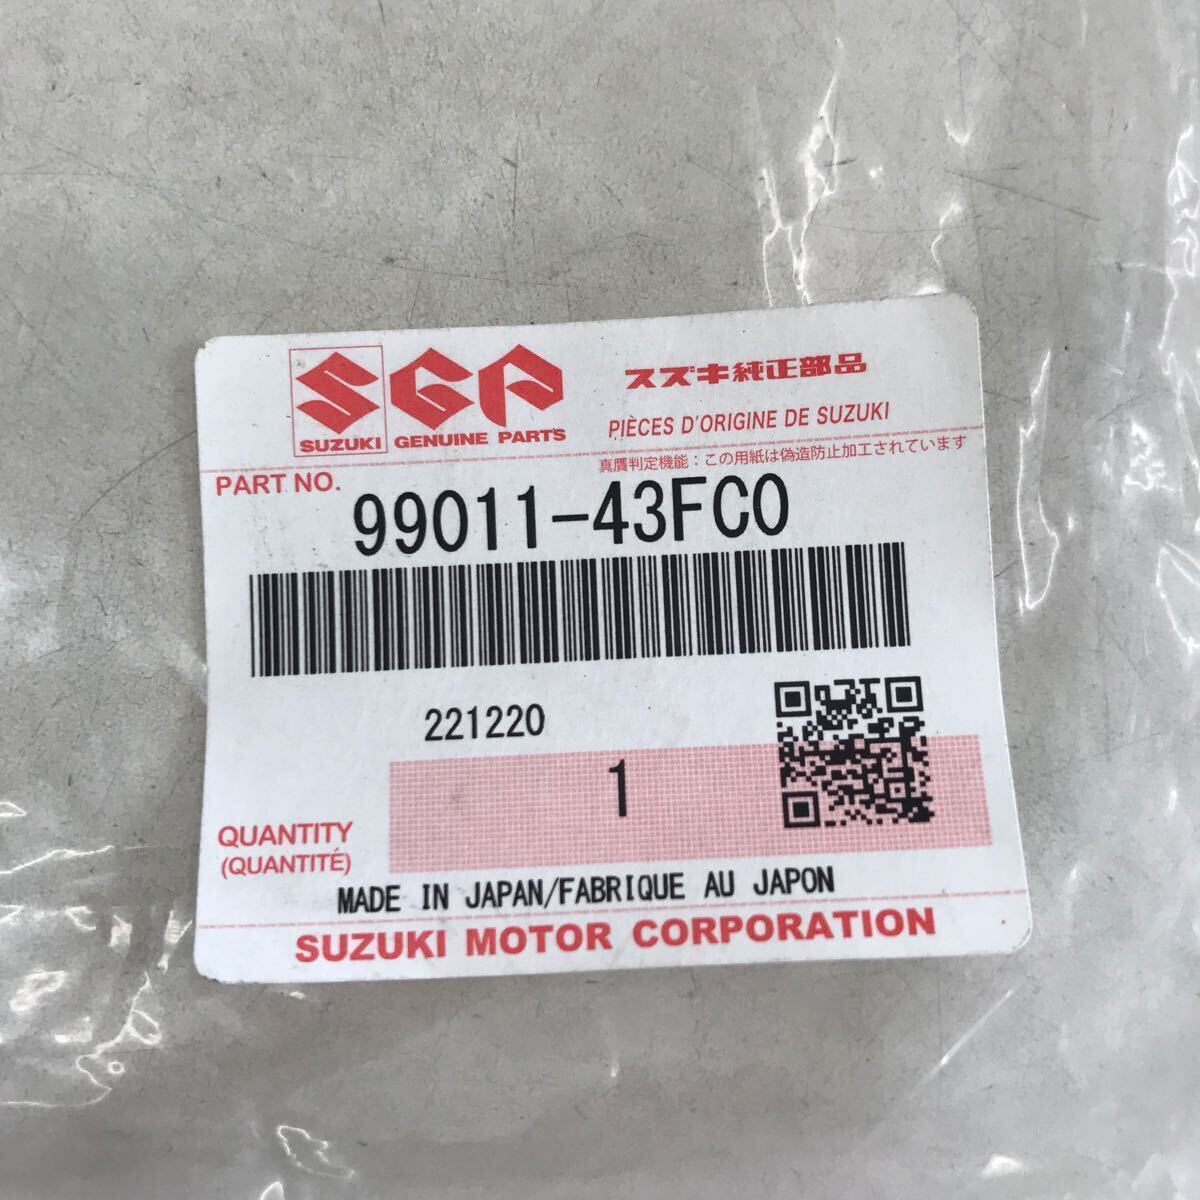 SGP
SUZUKI GENUINE PARTS
スズキ純正部品
PIÈCES D'ORIGINE DE SUZUKI
真贋判定機能：この用紙は偽造防止加工されています
PART NO.
99011-43FC0
221220
1
QUANTITY
(QUANTITÉ)
MADE IN JAPAN/FABRIQUE AU JAPON
SUZUKI MOTOR CORPORATION